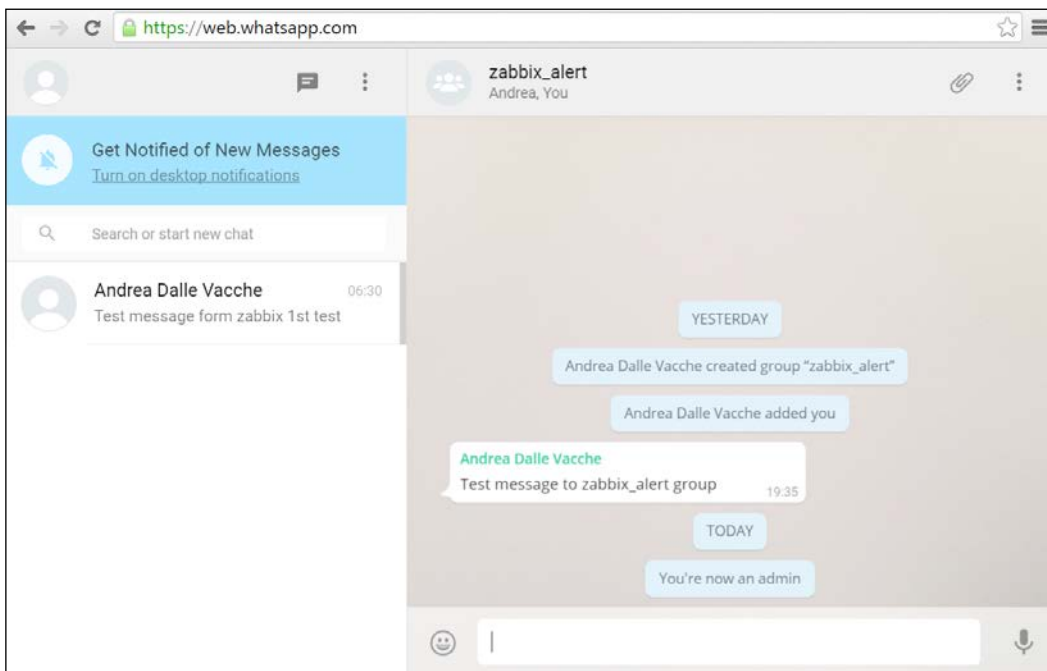 https://web.whatsapp.com
zabbix_alert
Andrea, You
Get Notified of New Messages
Turn on desktop notifications
Search or start new chat
Andrea Dalle Vacche 06:30
Test message form zabbix 1st test
YESTERDAY
Andrea Dalle Vacche created group “zabbix_alert”
Andrea Dalle Vacche added you
Andrea Dalle Vacche
Test message to zabbix_alert group 19:35
TODAY
You're now an admin